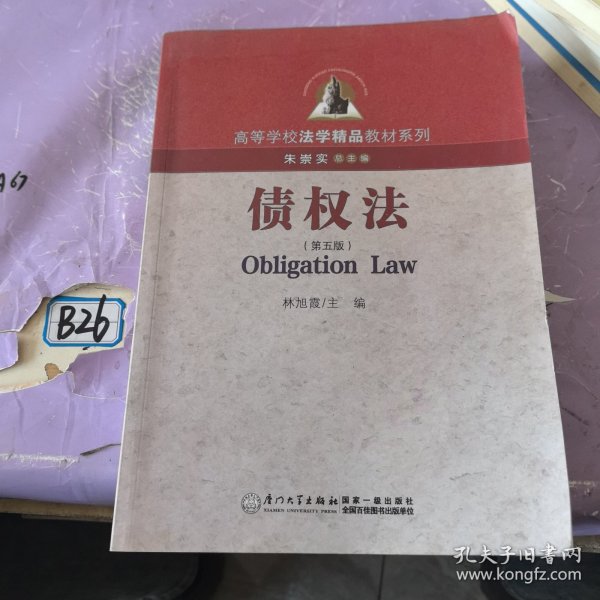 高等学校法学精品教材系列
朱崇实 总主编
债权法
（第五版）
Obligation Law
林旭霞/主 编
厦门大学出版社 国家一级出版社
XIAMEN UNIVERSITY PRESS 全国百佳图书出版单位
A67
B26
孔夫子旧书网
www.kongfz.com